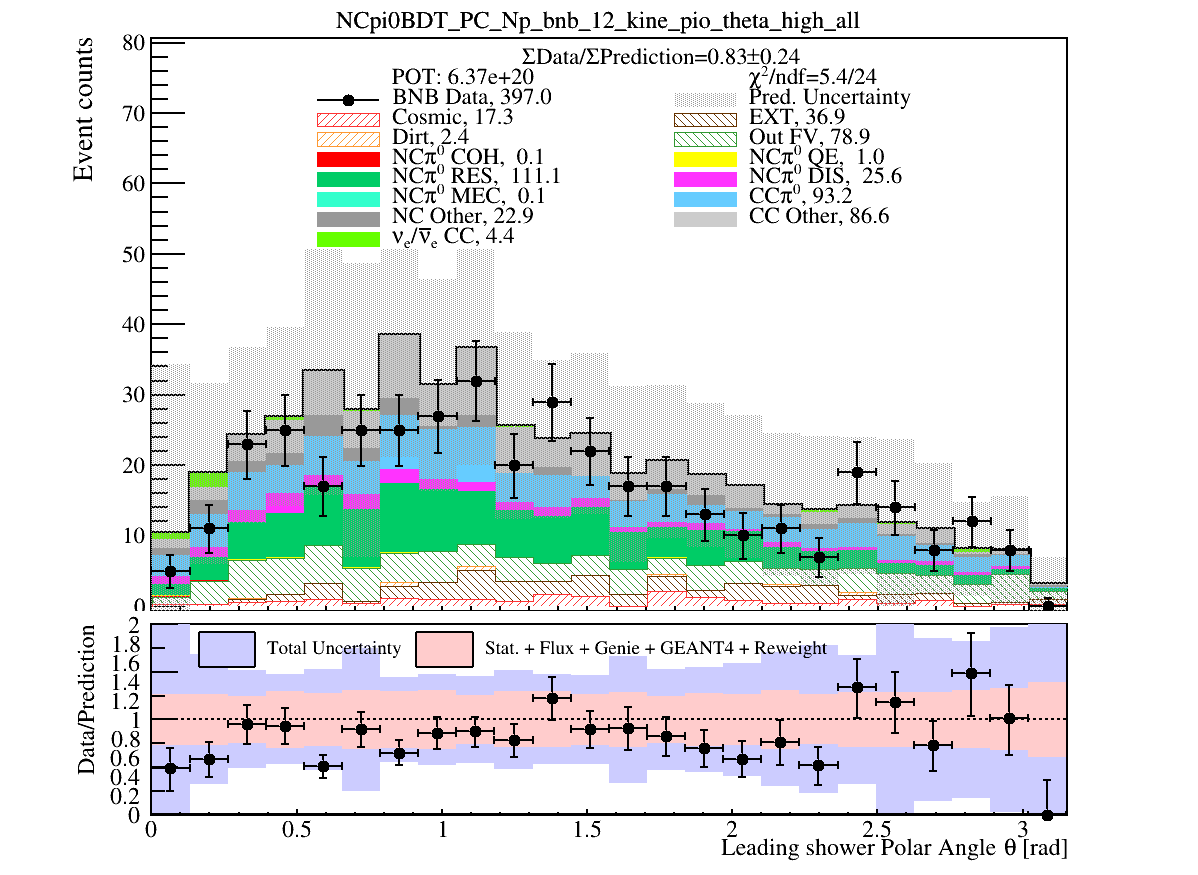 NCpi0BDT_PC_Np_bnb_12_kine_pio_theta_high_all
ΣData/ΣPrediction=0.83±0.24
POT: 6.37e+20
χ²/ndf=5.4/24
BNB Data, 397.0
Pred. Uncertainty
Cosmic, 17.3
EXT, 36.9
Dirt, 2.4
Out FV, 78.9
NCπ⁰ COH, 0.1
NCπ⁰ QE, 1.0
NCπ⁰ RES, 111.1
NCπ⁰ DIS, 25.6
NCπ⁰ MEC, 0.1
CCπ⁰, 93.2
NC Other, 22.9
CC Other, 86.6
νₑ/ν̅ₑ CC, 4.4
Event counts
80
70
60
50
40
30
20
10
0
Total Uncertainty
Stat. + Flux + Genie + GEANT4 + Reweight
Data/Prediction
2
1.8
1.6
1.4
1.2
1
0.8
0.6
0.4
0.2
0
0 0.5 1 1.5 2 2.5 3
Leading shower Polar Angle θ [rad]